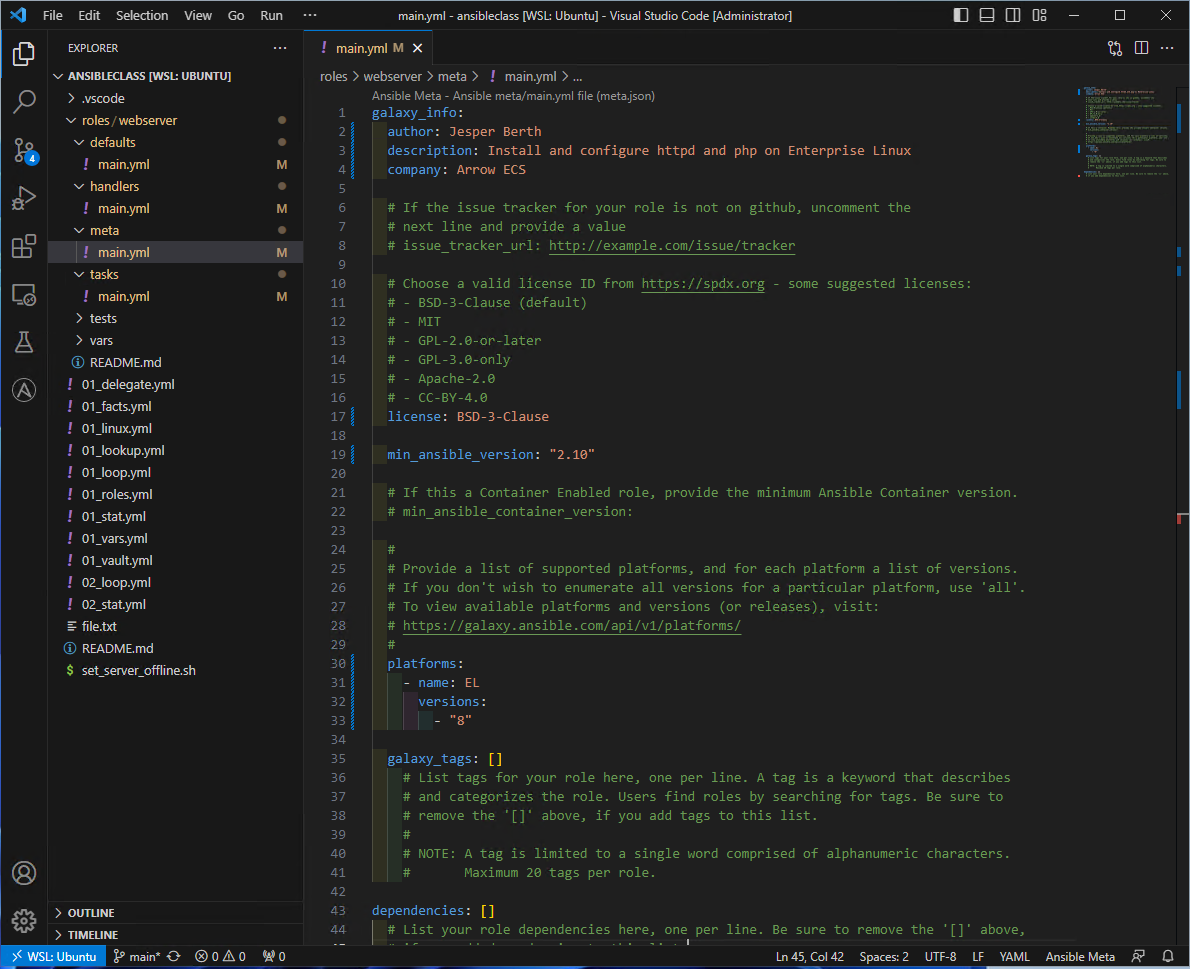 File Edit Selection View Go Run ··· main.yml - ansibleclass [WSL: Ubuntu] - Visual Studio Code [Administrator]
EXPLORER ···
ANSIBLECLASS [WSL: UBUNTU]
.vscode
roles / webserver
defaults
! main.yml M
handlers
! main.yml M
meta
! main.yml M
tasks
! main.yml M
tests
vars
README.md
! 01_delegate.yml
! 01_facts.yml
! 01_linux.yml
! 01_lookup.yml
! 01_loop.yml
! 01_roles.yml
! 01_stat.yml
! 01_vars.yml
! 01_vault.yml
! 02_loop.yml
! 02_stat.yml
file.txt
README.md
$ set_server_offline.sh
OUTLINE
TIMELINE
4
! main.yml M
roles > webserver > meta > ! main.yml > ...
Ansible Meta - Ansible meta/main.yml file (meta.json)
1 galaxy_info:
2 author: Jesper Berth
3 description: Install and configure httpd and php on Enterprise Linux
4 company: Arrow ECS
5
6 # If the issue tracker for your role is not on github, uncomment the
7 # next line and provide a value
8 # issue_tracker_url: http://example.com/issue/tracker
9
10 # Choose a valid license ID from https://spdx.org - some suggested licenses:
11 # - BSD-3-Clause (default)
12 # - MIT
13 # - GPL-2.0-or-later
14 # - GPL-3.0-only
15 # - Apache-2.0
16 # - CC-BY-4.0
17 license: BSD-3-Clause
18
19 min_ansible_version: "2.10"
20
21 # If this a Container Enabled role, provide the minimum Ansible Container version.
22 # min_ansible_container_version:
23
24 #
25 # Provide a list of supported platforms, and for each platform a list of versions.
26 # If you don't wish to enumerate all versions for a particular platform, use 'all'.
27 # To view available platforms and versions (or releases), visit:
28 # https://galaxy.ansible.com/api/v1/platforms/
29 #
30 platforms:
31 - name: EL
32 versions:
33 - "8"
34
35 galaxy_tags: []
36 # List tags for your role here, one per line. A tag is a keyword that describes
37 # and categorizes the role. Users find roles by searching for tags. Be sure to
38 # remove the '[]' above, if you add tags to this list.
39 #
40 # NOTE: A tag is limited to a single word comprised of alphanumeric characters.
41 # Maximum 20 tags per role.
42
43 dependencies: []
44 # List your role dependencies here, one per line. Be sure to remove the '[]' above,
WSL: Ubuntu main* 0 0 0 Ln 45, Col 42 Spaces: 2 UTF-8 LF YAML Ansible Meta